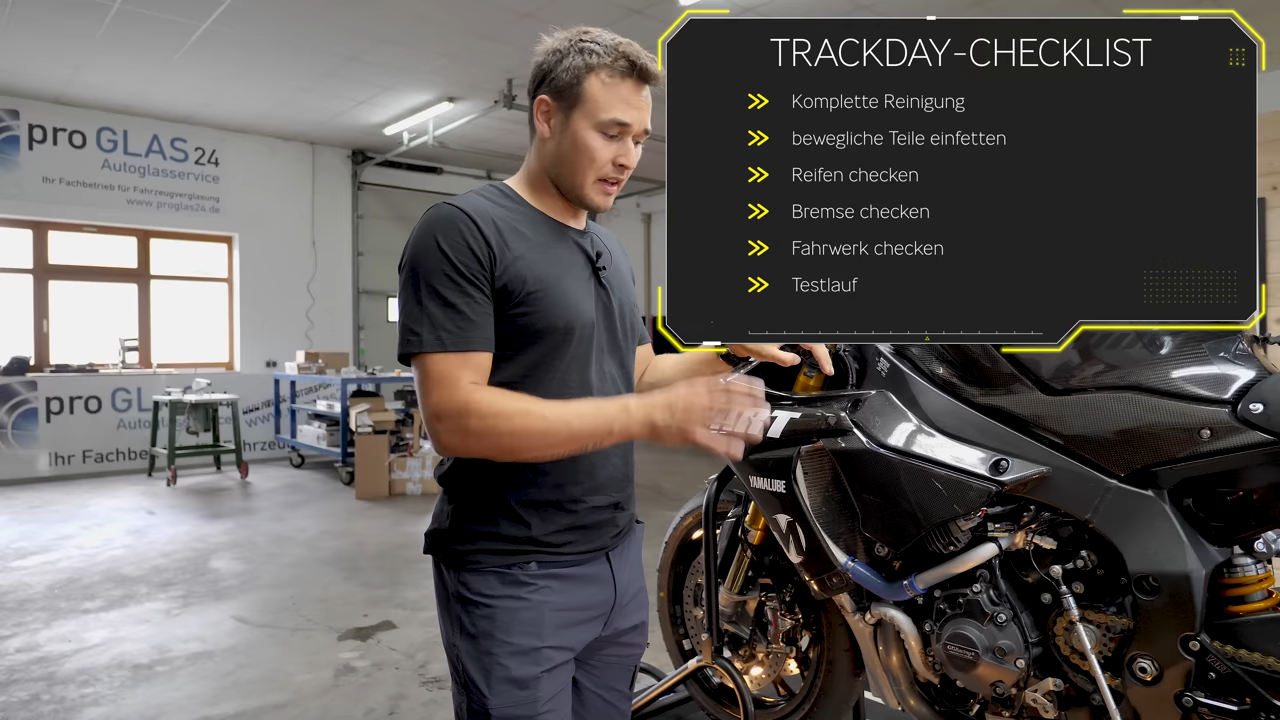 TRACKDAY-CHECKLIST
Komplette Reinigung
bewegliche Teile einfetten
Reifen checken
Bremse checken
Fahrwerk checken
Testlauf
pro GLAS 24
Autoglasservice
Ihr Fachbetrieb für Fahrzeugverglasung
www.proglas24.de
pro GL
Ihr Fachbe
YAMALUBE